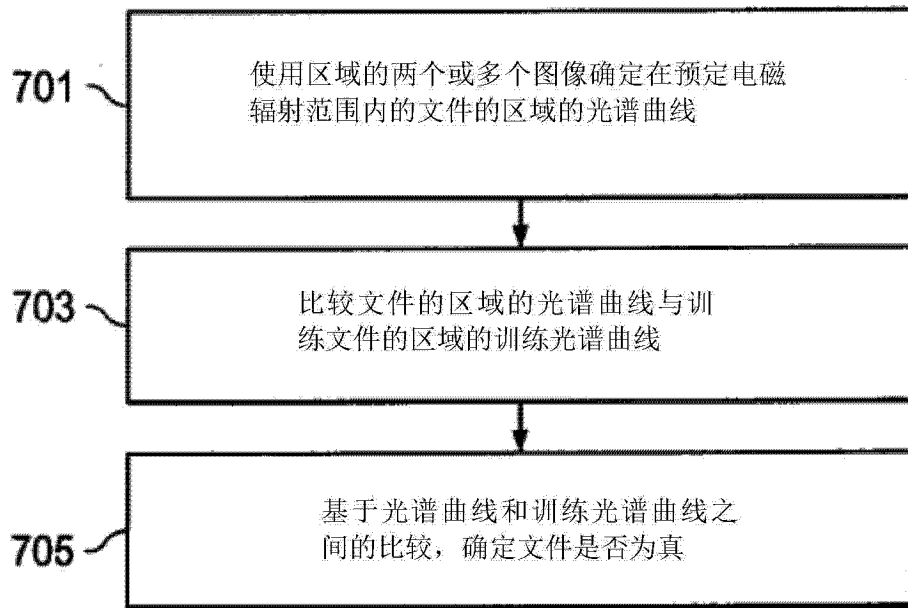 701
使用区域的两个或多个图像确定在预定电磁
辐射范围内的文件的区域的光谱曲线
703
比较文件的区域的光谱曲线与训
练文件的区域的训练光谱曲线
705
基于光谱曲线和训练光谱曲线之
间的比较，确定文件是否为真